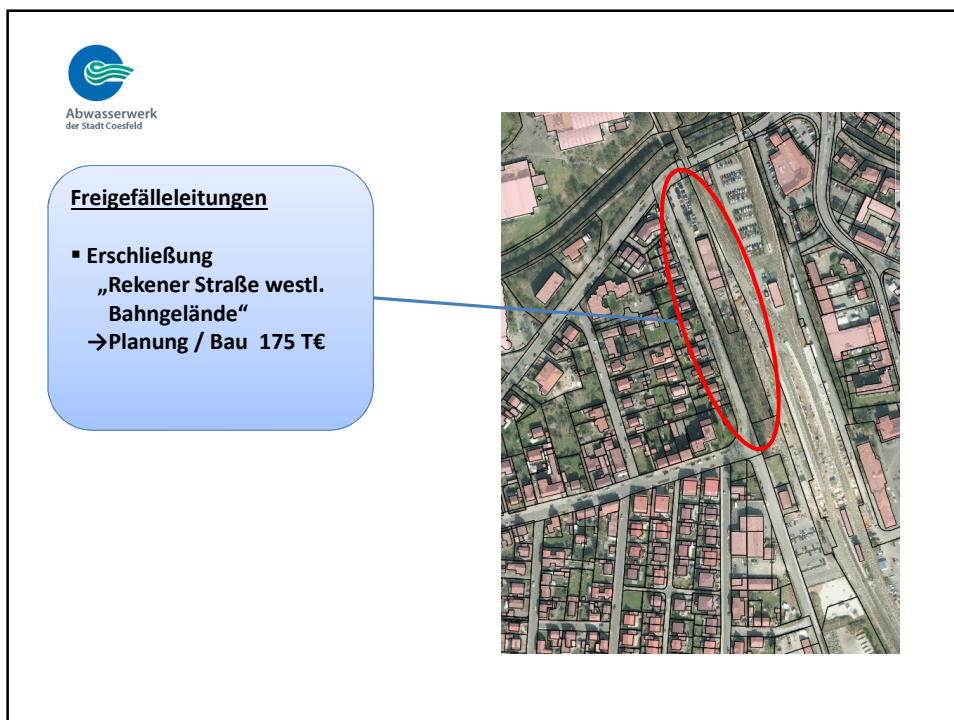 Abwasserwerk
der Stadt Coesfeld
Freigefälleleitungen
▪ Erschließung
„Rekener Straße westl.
Bahngelände“
→Planung / Bau 175 T€